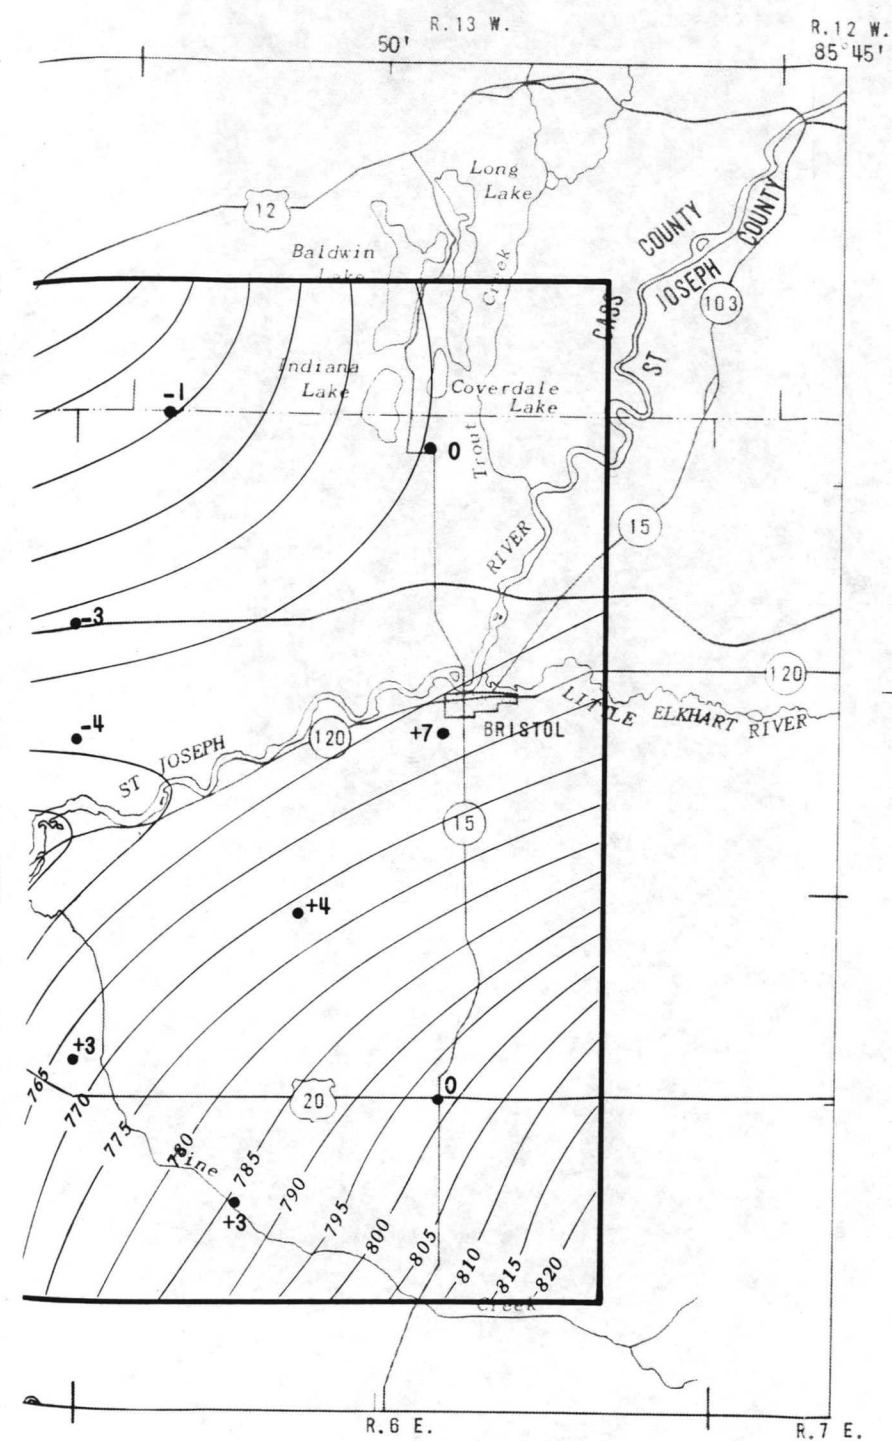 R.13 W.
R.12 W.
50'
85°45'
Long
Lake
12
COUNTY
COUNTY
Baldwin
Lake
Creek
JOSEPH
103
CASS
ST
Indiana
Lake
-1
Coverdale
Lake
Trout
0
15
RIVER
-3
120
LITTLE ELKHART RIVER
-4
+7
BRISTOL
120
ST JOSEPH
15
+4
+3
0
765
20
770
775
780
Pine
785
790
+3
795
800
805
810
815
820
Creek
R.6 E.
R.7 E.